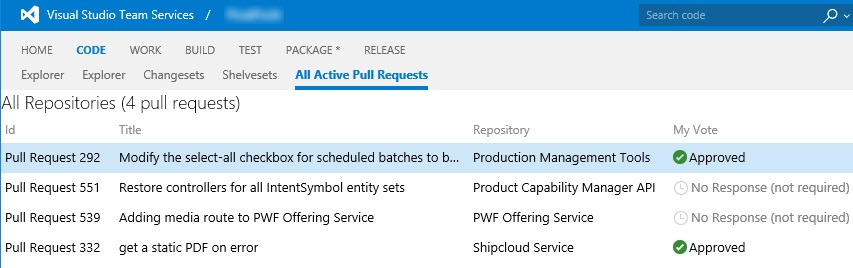 Visual Studio Team Services / Search code
HOME CODE WORK BUILD TEST PACKAGE * RELEASE
Explorer Explorer Changesets Shelvesets All Active Pull Requests
All Repositories (4 pull requests)
Id Title Repository My Vote
Pull Request 292 Modify the select-all checkbox for scheduled batches to b... Production Management Tools Approved
Pull Request 551 Restore controllers for all IntentSymbol entity sets Product Capability Manager API No Response (not required)
Pull Request 539 Adding media route to PWF Offering Service PWF Offering Service No Response (not required)
Pull Request 332 get a static PDF on error Shipcloud Service Approved